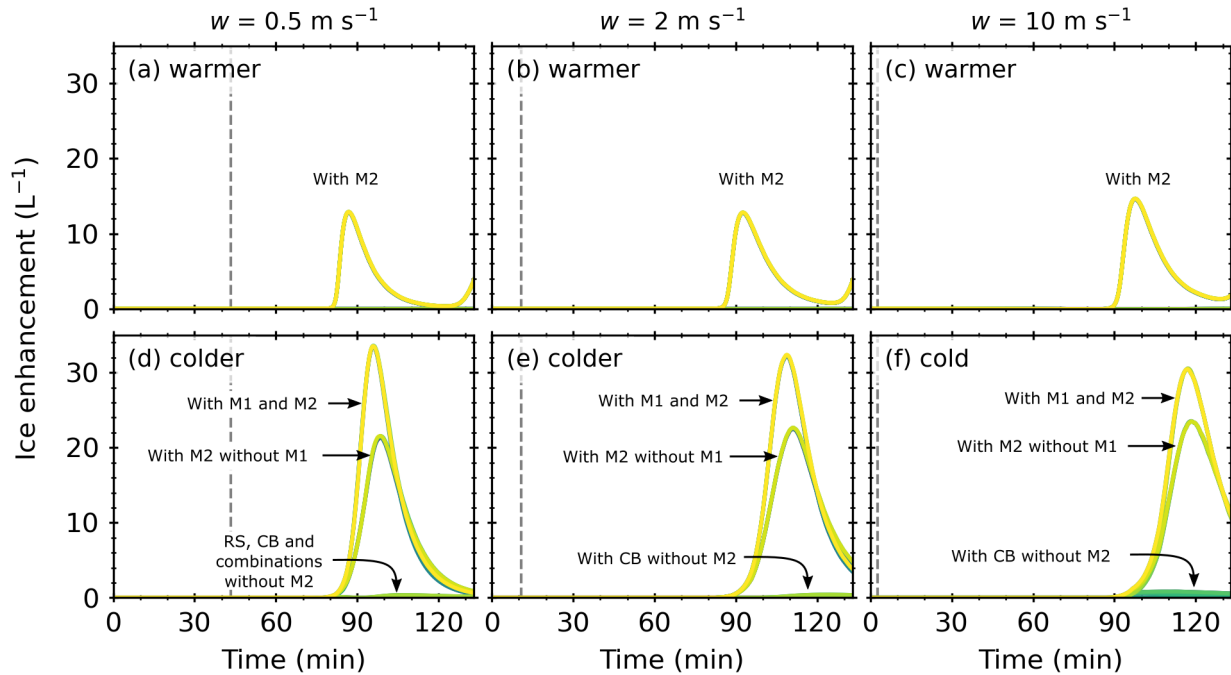 w = 0.5 m s⁻¹
w = 2 m s⁻¹
w = 10 m s⁻¹
Ice enhancement (L⁻¹)
30
20
10
0
(a) warmer
With M2
(b) warmer
With M2
(c) warmer
With M2
30
20
10
0
(d) colder
With M1 and M2
With M2 without M1
RS, CB and
combinations
without M2
(e) colder
With M1 and M2
With M2 without M1
With CB without M2
(f) cold
With M1 and M2
With M2 without M1
With CB without M2
0 30 60 90 120
0 30 60 90 120
0 30 60 90 120
Time (min)
Time (min)
Time (min)